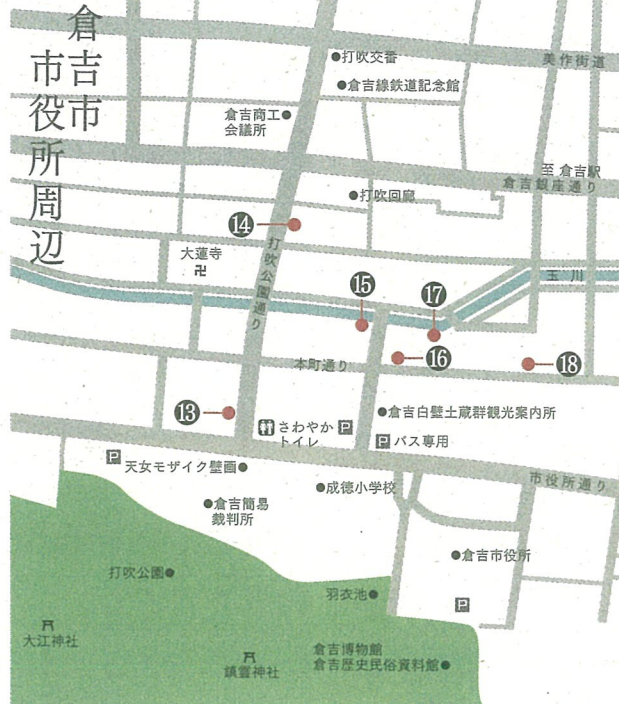 倉吉市
市役所周辺
打吹交番
美作街道
倉吉線鉄道記念館
倉吉商工
会議所
至 倉吉駅
倉吉銀座通り
打吹回廊
14
大蓮寺
打吹公園通り
玉川
15
17
16
18
本町通り
13
さわやか
トイレ
P
倉吉白壁土蔵群観光案内所
P バス専用
P
天女モザイク壁画
市役所通り
成徳小学校
倉吉簡易
裁判所
倉吉市役所
打吹公園
羽衣池
P
大江神社
鎮霊神社
倉吉博物館
倉吉歴史民俗資料館